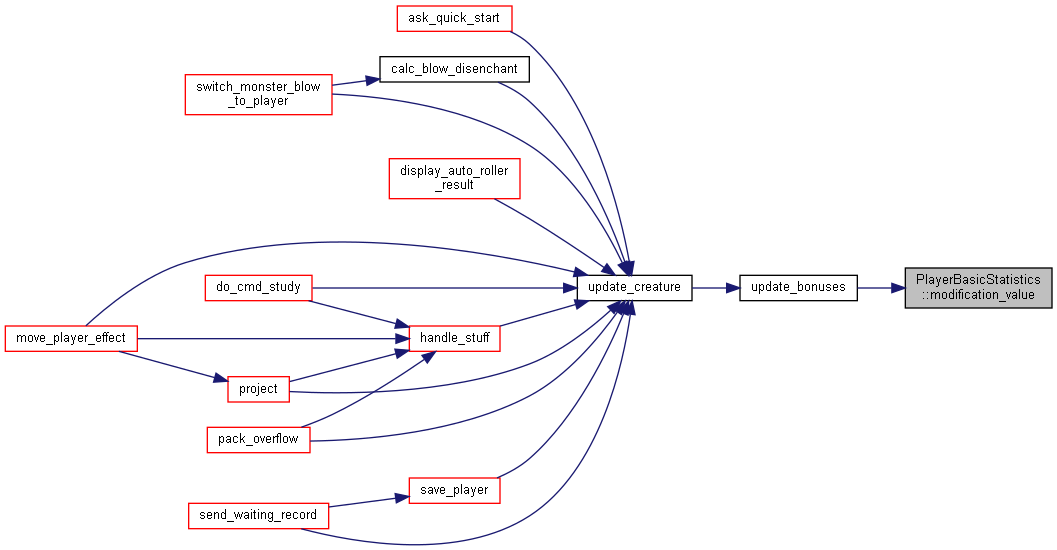 ask_quick_start
calc_blow_disenchant
switch_monster_blow
_to_player
display_auto_roller
_result
do_cmd_study
update_creature
update_bonuses
PlayerBasicStatistics
::modification_value
move_player_effect
handle_stuff
project
pack_overflow
save_player
send_waiting_record